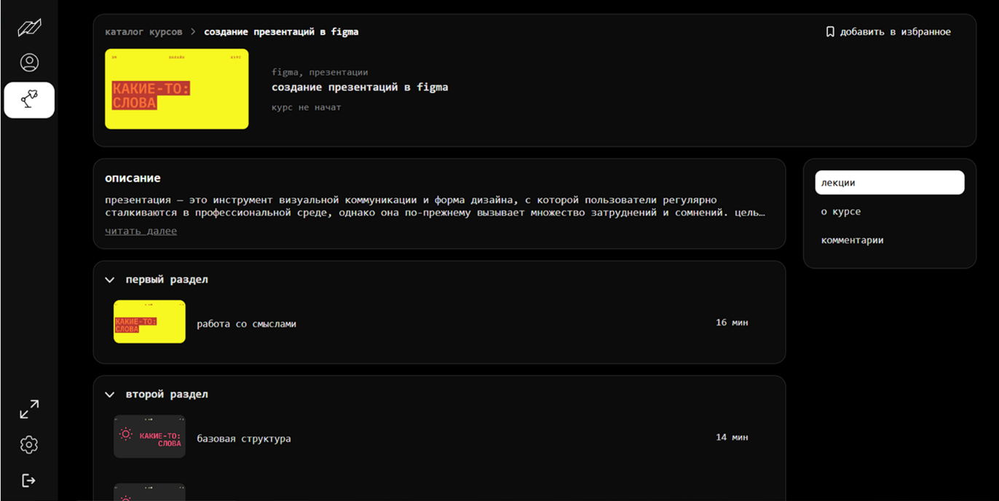 каталог курсов > создание презентаций в figma
добавить в избранное
ОНЛАЙН
КУРС
КАКИЕ-ТО:
СЛОВА
figma, презентации
создание презентаций в figma
курс не начат
описание
презентация — это инструмент визуальной коммуникации и форма дизайна, с которой пользователи регулярно
сталкиваются в профессиональной среде, однако она по-прежнему вызывает множество затруднений и сомнений. цель…
читать далее
лекции
о курсе
комментарии
первый раздел
КАКИЕ-ТО:
СЛОВА
работа со смыслами
16 мин
второй раздел
КАКИЕ-ТО:
СЛОВА
базовая структура
14 мин